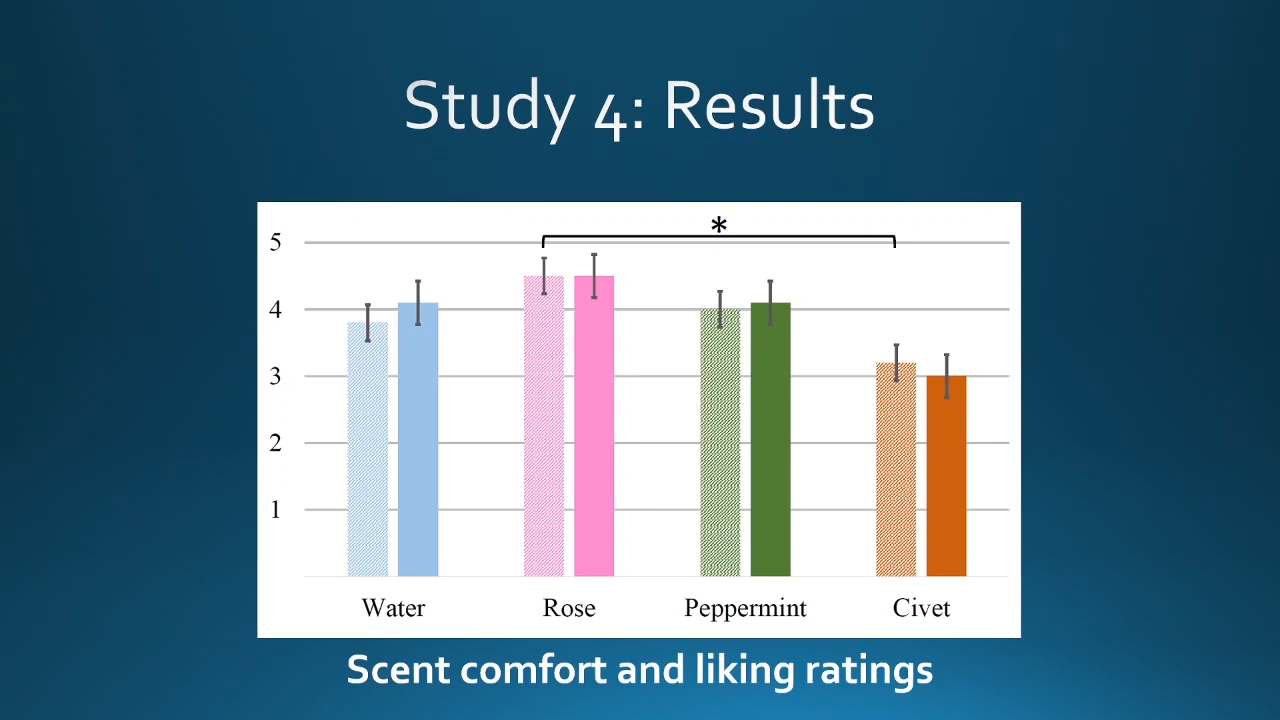 Study 4: Results
*
5
4
3
2
1
Water Rose Peppermint Civet
Scent comfort and liking ratings